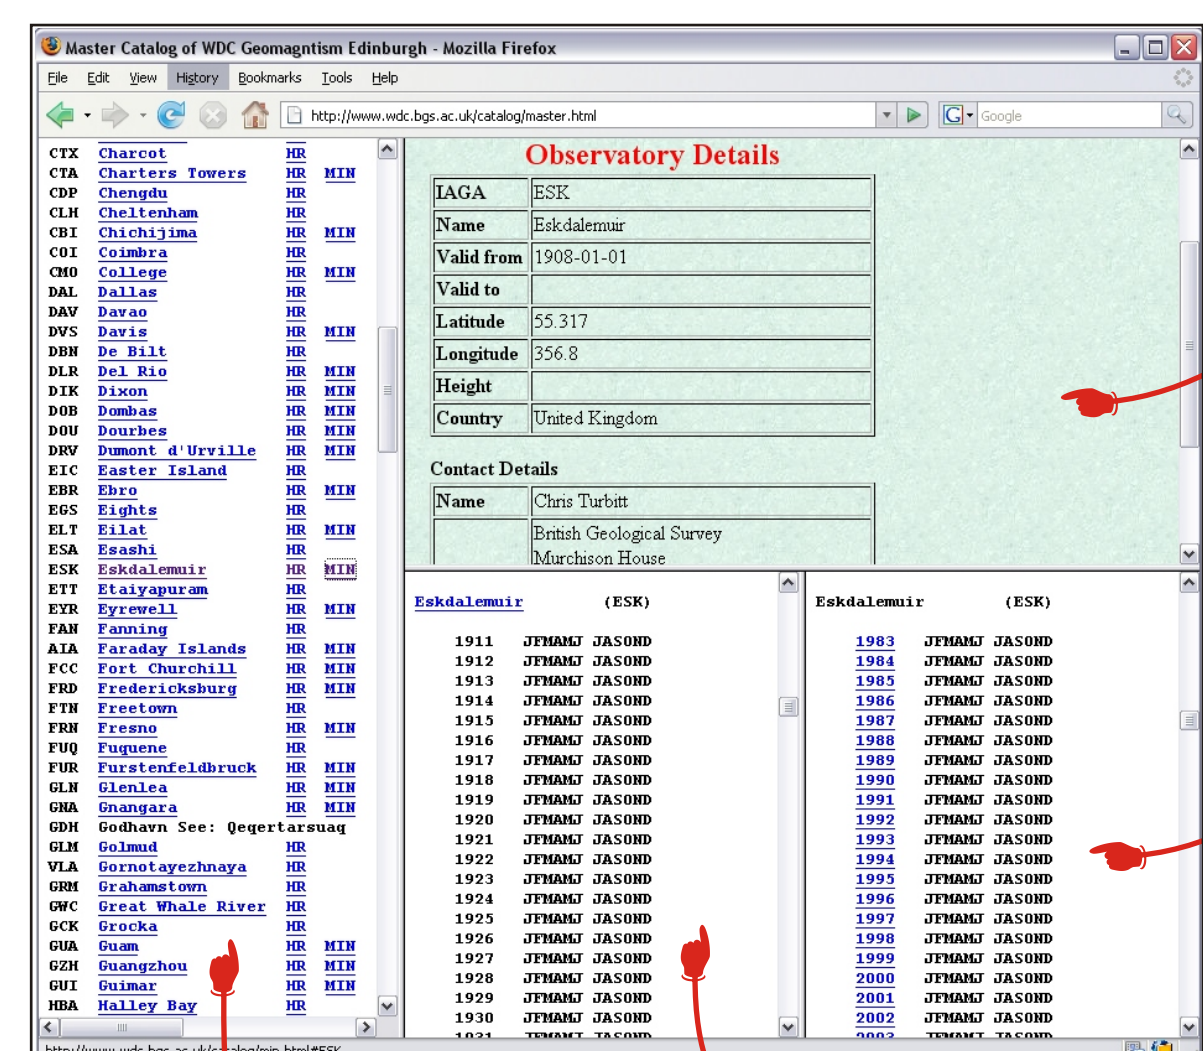 Master Catalog of WDC Geomagntism Edinburgh - Mozilla Firefox
File Edit View History Bookmarks Tools Help
http://www.wdc.bgs.ac.uk/catalog/master.html
G Google
CTX Charcot HR
CTA Charters Towers HR MIN
CDP Chengdu HR
CLH Cheltenham HR
CBI Chichijima HR MIN
COI Coimbra HR
CMO College HR MIN
DAL Dallas HR
DAV Davao HR
DVS Davis HR MIN
DBN De Bilt HR
DLR Del Rio HR MIN
DIK Dixon HR MIN
DOB Dombas HR MIN
DOU Dourbes HR MIN
DRV Dumont d'Urville HR MIN
EIC Easter Island HR
EBR Ebro HR MIN
EGS Eights HR
ELT Eilat HR MIN
ESA Esashi HR
ESK Eskdalemuir HR MIN
ETT Etaiyapuram HR
EYR Eyrewell HR MIN
FAN Fanning HR
AIA Faraday Islands HR MIN
FCC Fort Churchill HR MIN
FRD Fredericksburg HR MIN
FTN Freetown HR
FRN Fresno HR MIN
FUQ Fuquene HR
FUR Furstenfeldbruck HR MIN
GLN Glenlea HR MIN
GNA Gnangara HR MIN
GDH Godhavn See: Qeqertarsuaq
GLM Golmud HR
VLA Gornotayezhnaya HR
GRM Grahamstown HR
GWC Great Whale River HR
GCK Grocka HR
GUA Guam HR MIN
GZH Guangzhou HR MIN
GUI Guimar HR MIN
HBA Halley Bay HR
Observatory Details
IAGA ESK
Name Eskdalemuir
Valid from 1908-01-01
Valid to
Latitude 55.317
Longitude 356.8
Height
Country United Kingdom
Contact Details
Name Chris Turbitt
British Geological Survey
Murchison House
Eskdalemuir (ESK)
1911 JFMAMJ JASOND
1912 JFMAMJ JASOND
1913 JFMAMJ JASOND
1914 JFMAMJ JASOND
1915 JFMAMJ JASOND
1916 JFMAMJ JASOND
1917 JFMAMJ JASOND
1918 JFMAMJ JASOND
1919 JFMAMJ JASOND
1920 JFMAMJ JASOND
1921 JFMAMJ JASOND
1922 JFMAMJ JASOND
1923 JFMAMJ JASOND
1924 JFMAMJ JASOND
1925 JFMAMJ JASOND
1926 JFMAMJ JASOND
1927 JFMAMJ JASOND
1928 JFMAMJ JASOND
1929 JFMAMJ JASOND
1930 JFMAMJ JASOND
1931 JFMAMJ JASOND
Eskdalemuir (ESK)
1983 JFMAMJ JASOND
1984 JFMAMJ JASOND
1985 JFMAMJ JASOND
1986 JFMAMJ JASOND
1987 JFMAMJ JASOND
1988 JFMAMJ JASOND
1989 JFMAMJ JASOND
1990 JFMAMJ JASOND
1991 JFMAMJ JASOND
1992 JFMAMJ JASOND
1993 JFMAMJ JASOND
1994 JFMAMJ JASOND
1995 JFMAMJ JASOND
1996 JFMAMJ JASOND
1997 JFMAMJ JASOND
1998 JFMAMJ JASOND
1999 JFMAMJ JASOND
2000 JFMAMJ JASOND
2001 JFMAMJ JASOND
2002 JFMAMJ JASOND
2003 JFMAMJ JASOND
http://www.wdc.bgs.ac.uk/catalog/min.html#ESK